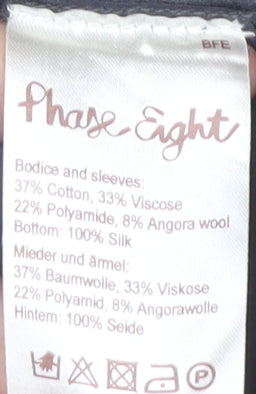 BFE
Phase Eight
Bodice and sleeves:
37% Cotton, 33% Viscose
22% Polyamide, 8% Angora wool
Bottom: 100% Silk
Mieder und ärmel:
37% Baumwolle, 33% Viskose
22% Polyamid, 8% Angorawolle
Hintem: 100% Seide
P